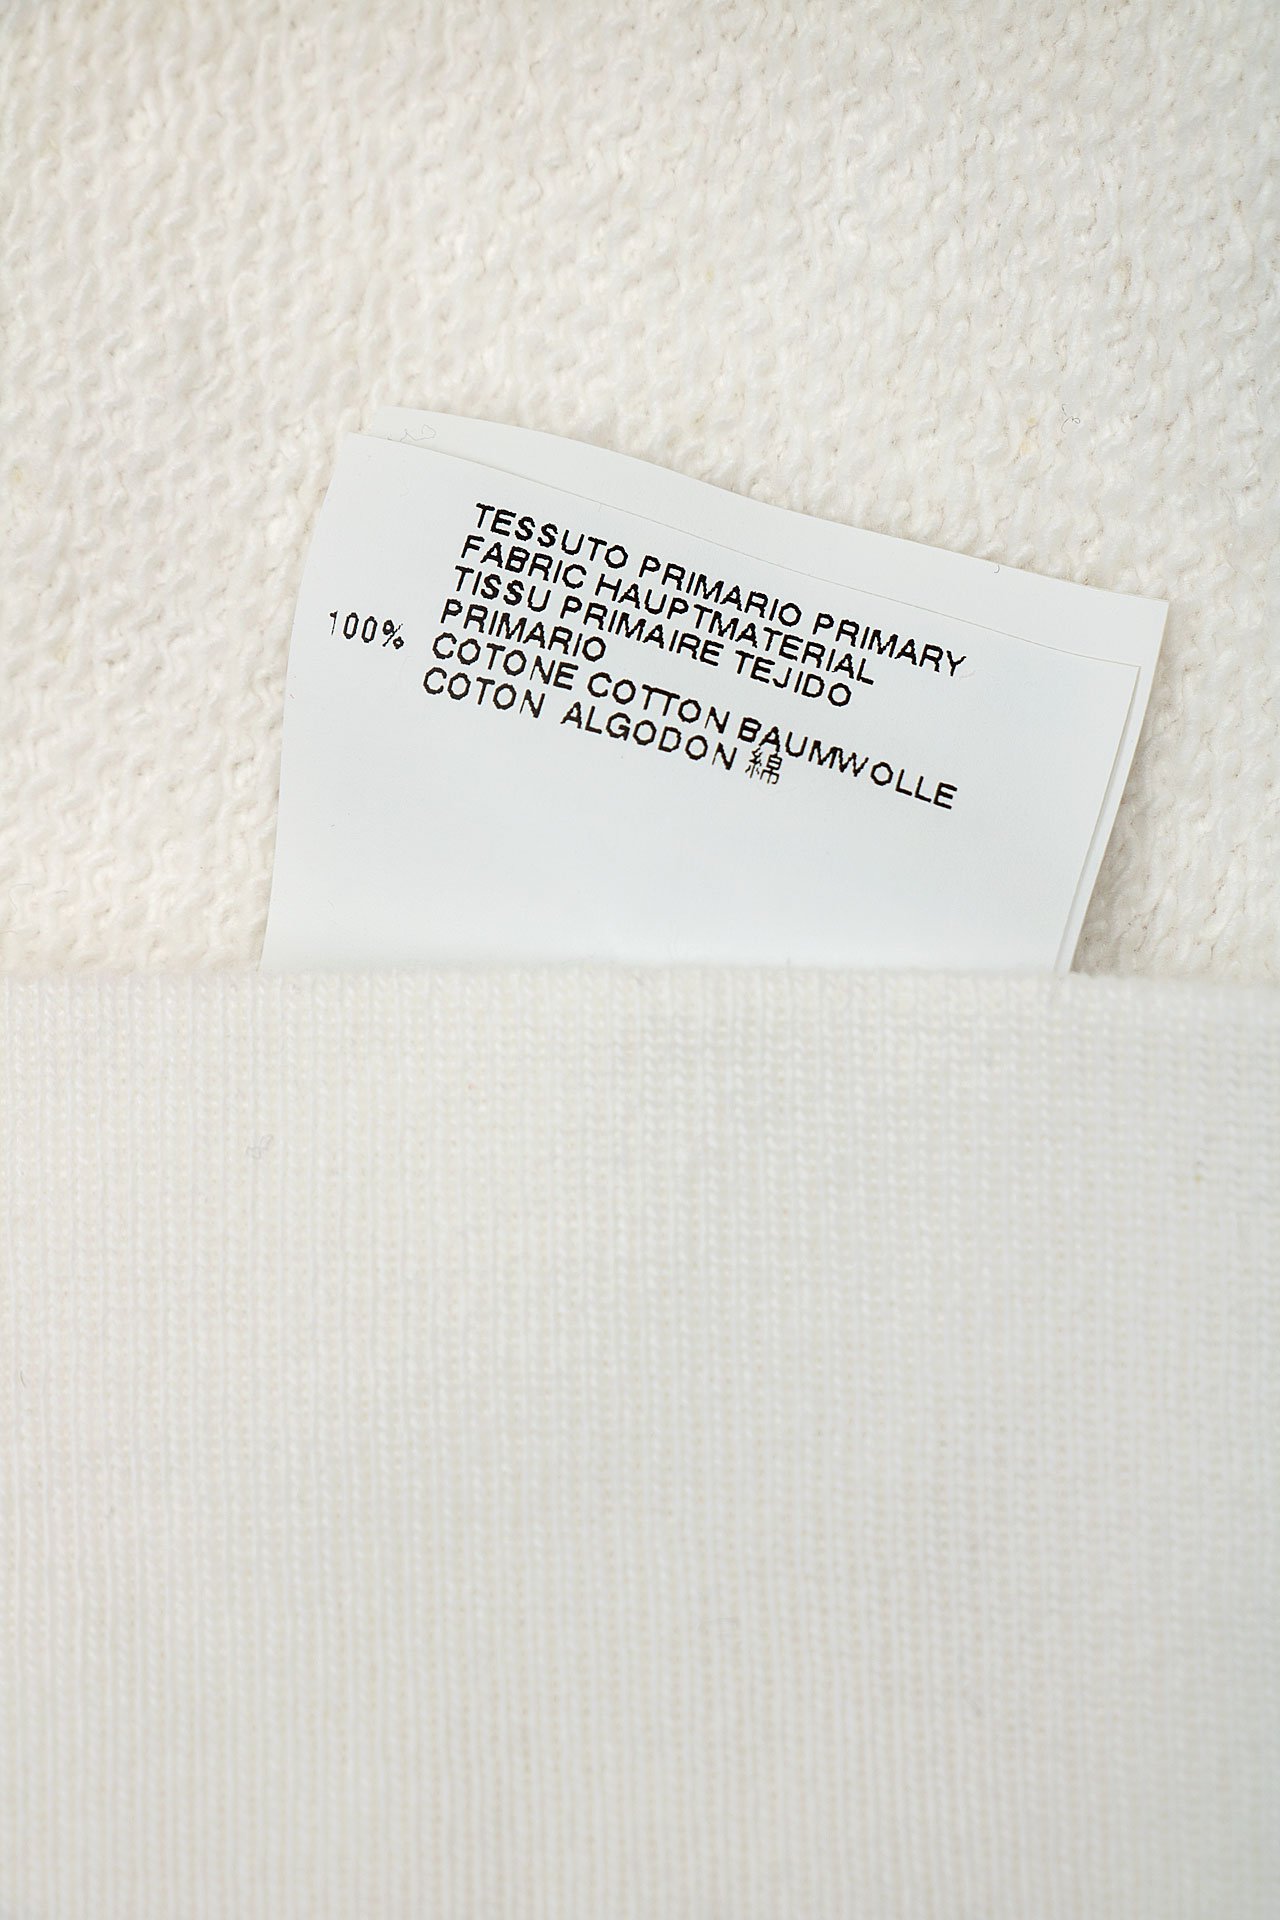 TESSUTO PRIMARIO PRIMARY
FABRIC HAUPTMATERIAL
TISSU PRIMAIRE TEJIDO
PRIMARIO
100% COTONE COTTON BAUMWOLLE
COTON ALGODON 綿